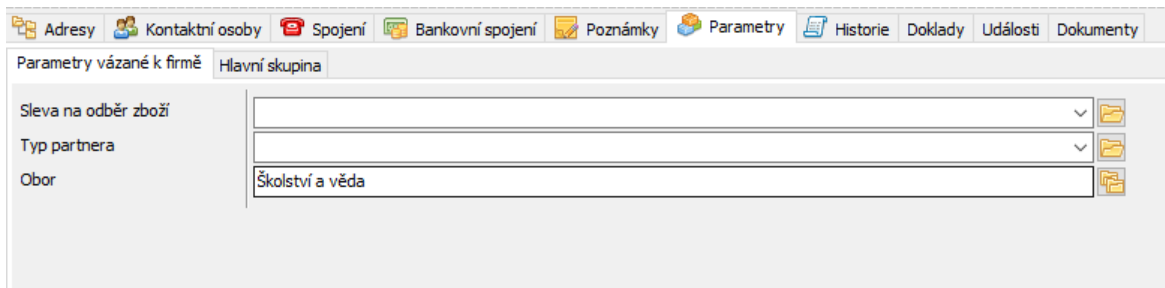 Adresy Kontaktní osoby Spojení Bankovní spojení Poznámky Parametry Historie Doklady Události Dokumenty
Parametry vázané k firmě Hlavní skupina
Sleva na odběr zboží
Typ partnera
Obor Školství a věda